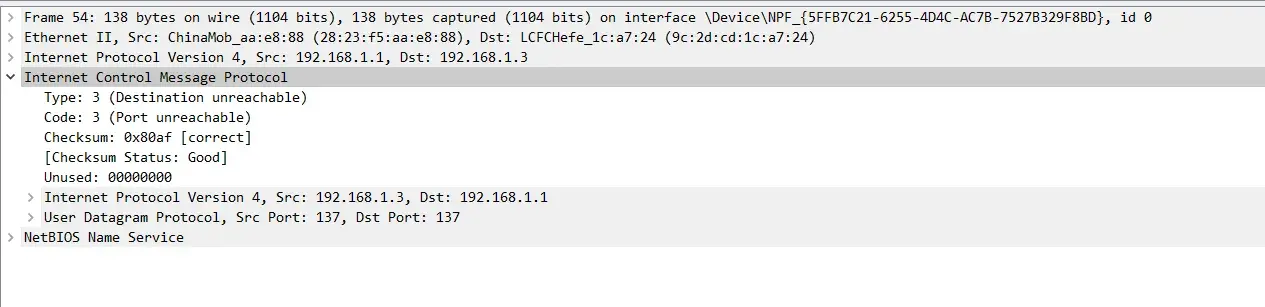 Frame 54: 138 bytes on wire (1104 bits), 138 bytes captured (1104 bits) on interface \Device\NPF_{5FFB7C21-6255-4D4C-AC7B-7527B329F8BD}, id 0
Ethernet II, Src: ChinaMob_aa:e8:88 (28:23:f5:aa:e8:88), Dst: LCFCHefe_1c:a7:24 (9c:2d:cd:1c:a7:24)
Internet Protocol Version 4, Src: 192.168.1.1, Dst: 192.168.1.3
Internet Control Message Protocol
Type: 3 (Destination unreachable)
Code: 3 (Port unreachable)
Checksum: 0x80af [correct]
[Checksum Status: Good]
Unused: 00000000
Internet Protocol Version 4, Src: 192.168.1.3, Dst: 192.168.1.1
User Datagram Protocol, Src Port: 137, Dst Port: 137
NetBIOS Name Service